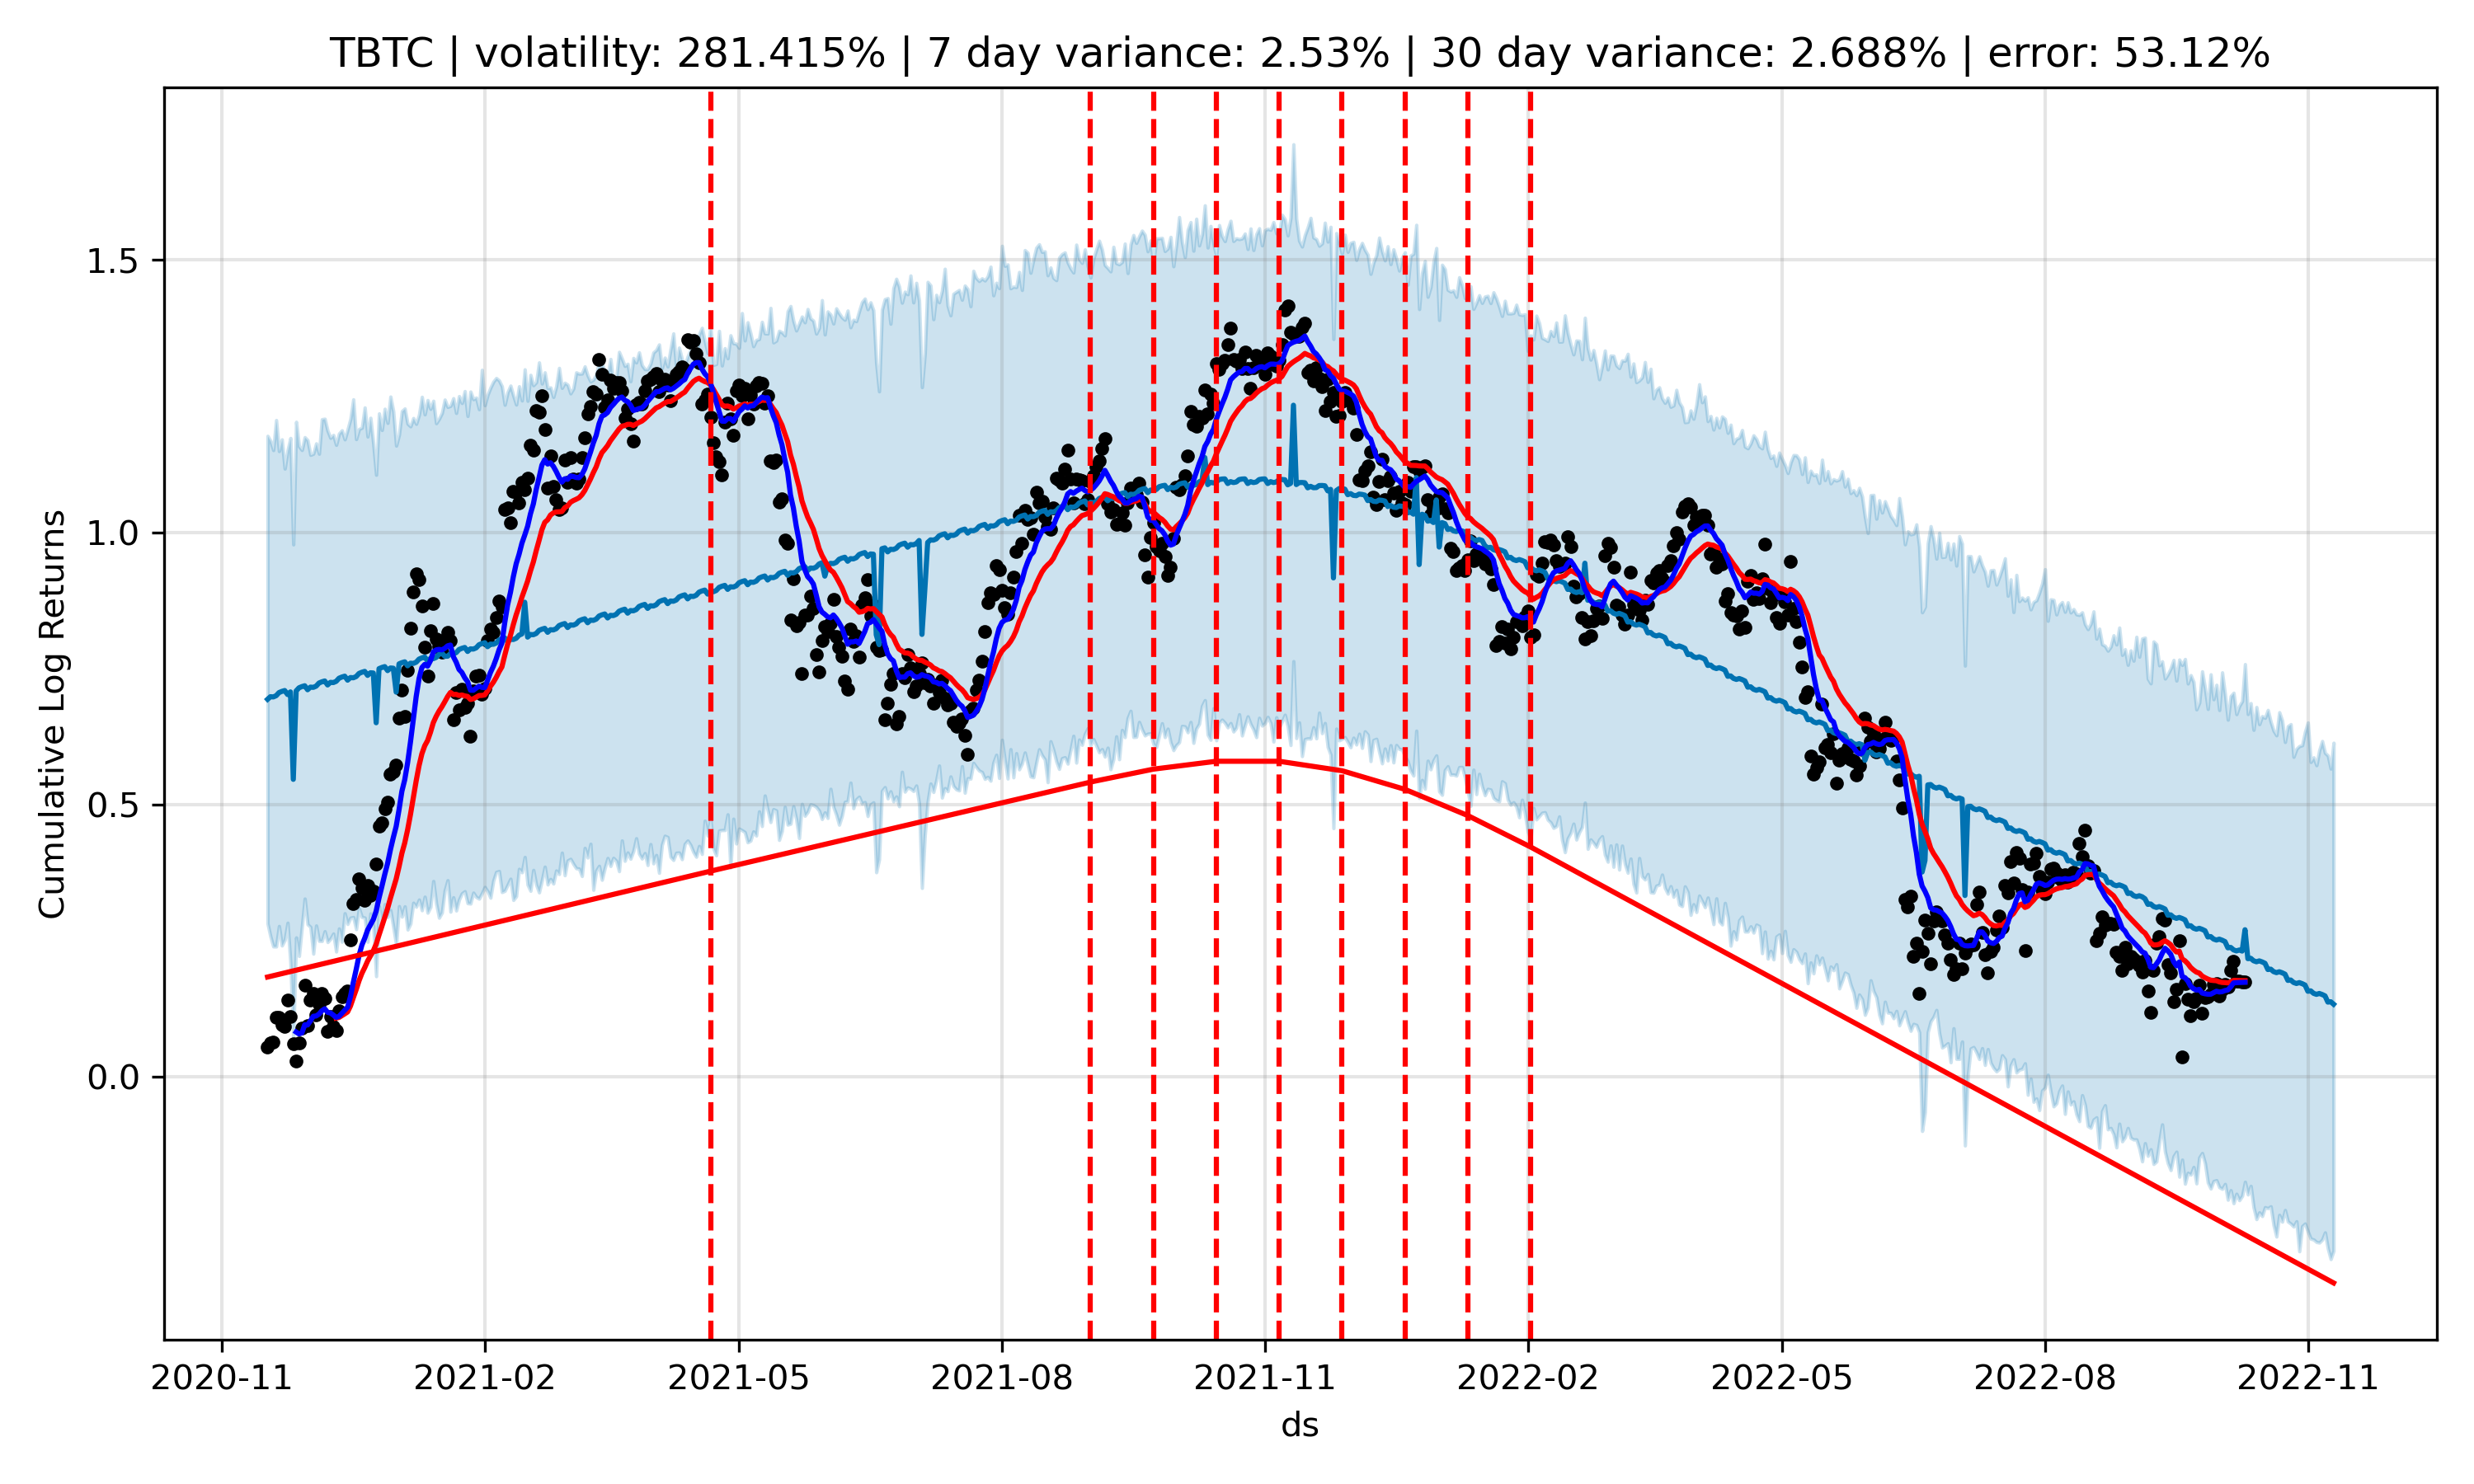 TBTC | volatility: 281.415% | 7 day variance: 2.53% | 30 day variance: 2.688% | error: 53.12%
Cumulative Log Returns
1.5
1.0
0.5
0.0
2020-11 2021-02 2021-05 2021-08 2021-11 2022-02 2022-05 2022-08 2022-11
ds